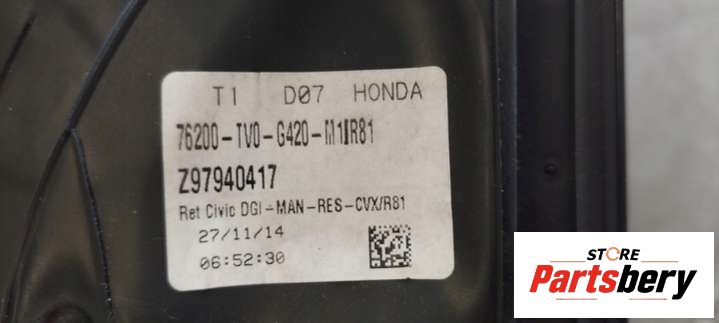 T1 D07 HONDA
76200-TV0-G420-M1IR81
Z97940417
Ret Civic DGI-MAN-RES-CVX/R81
27/11/14
06:52:30
STORE
Partsbery